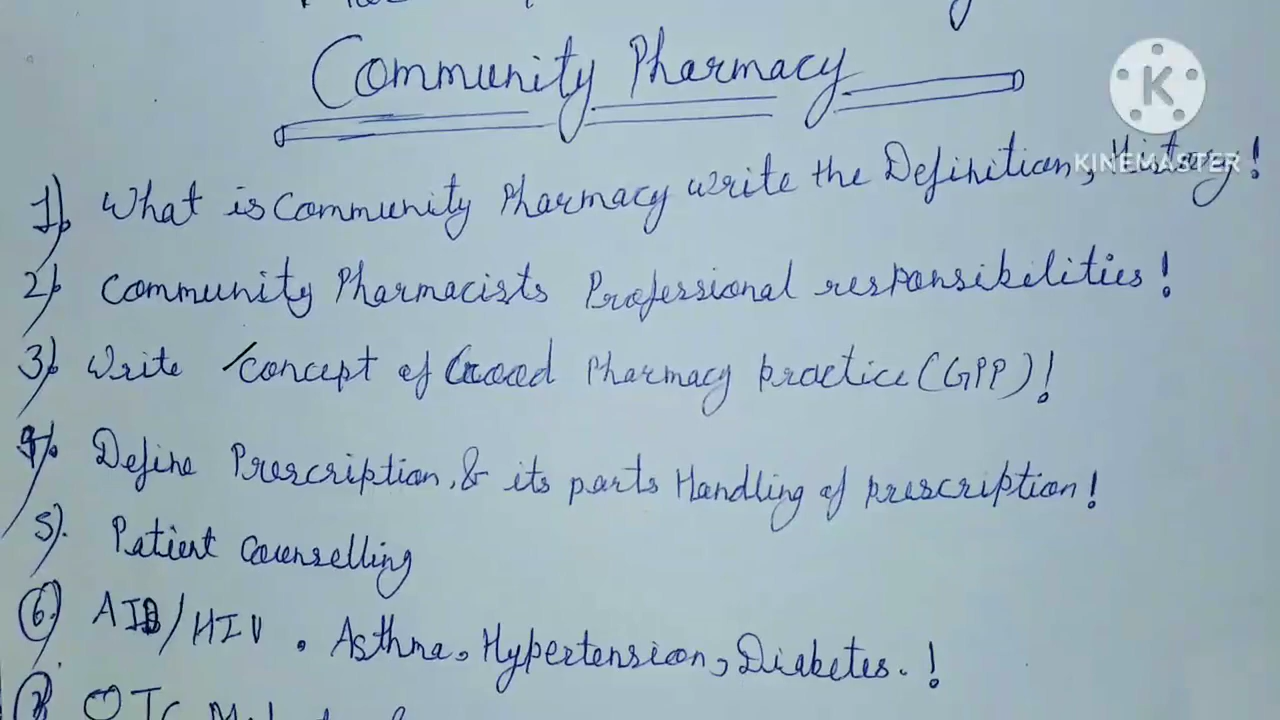 Community Pharmacy
K
KINEMASTER
1) What is Community Pharmacy write the Definition, History!
2) Community Pharmacists Professional responsibilities!
3) Write concept of Good Pharmacy practice (GPP)!
4) Define Prescription, & its parts Handling of prescription!
5). Patient Counselling
6. AID/HIV. Asthma, Hypertension, Diabetes.!
OTC